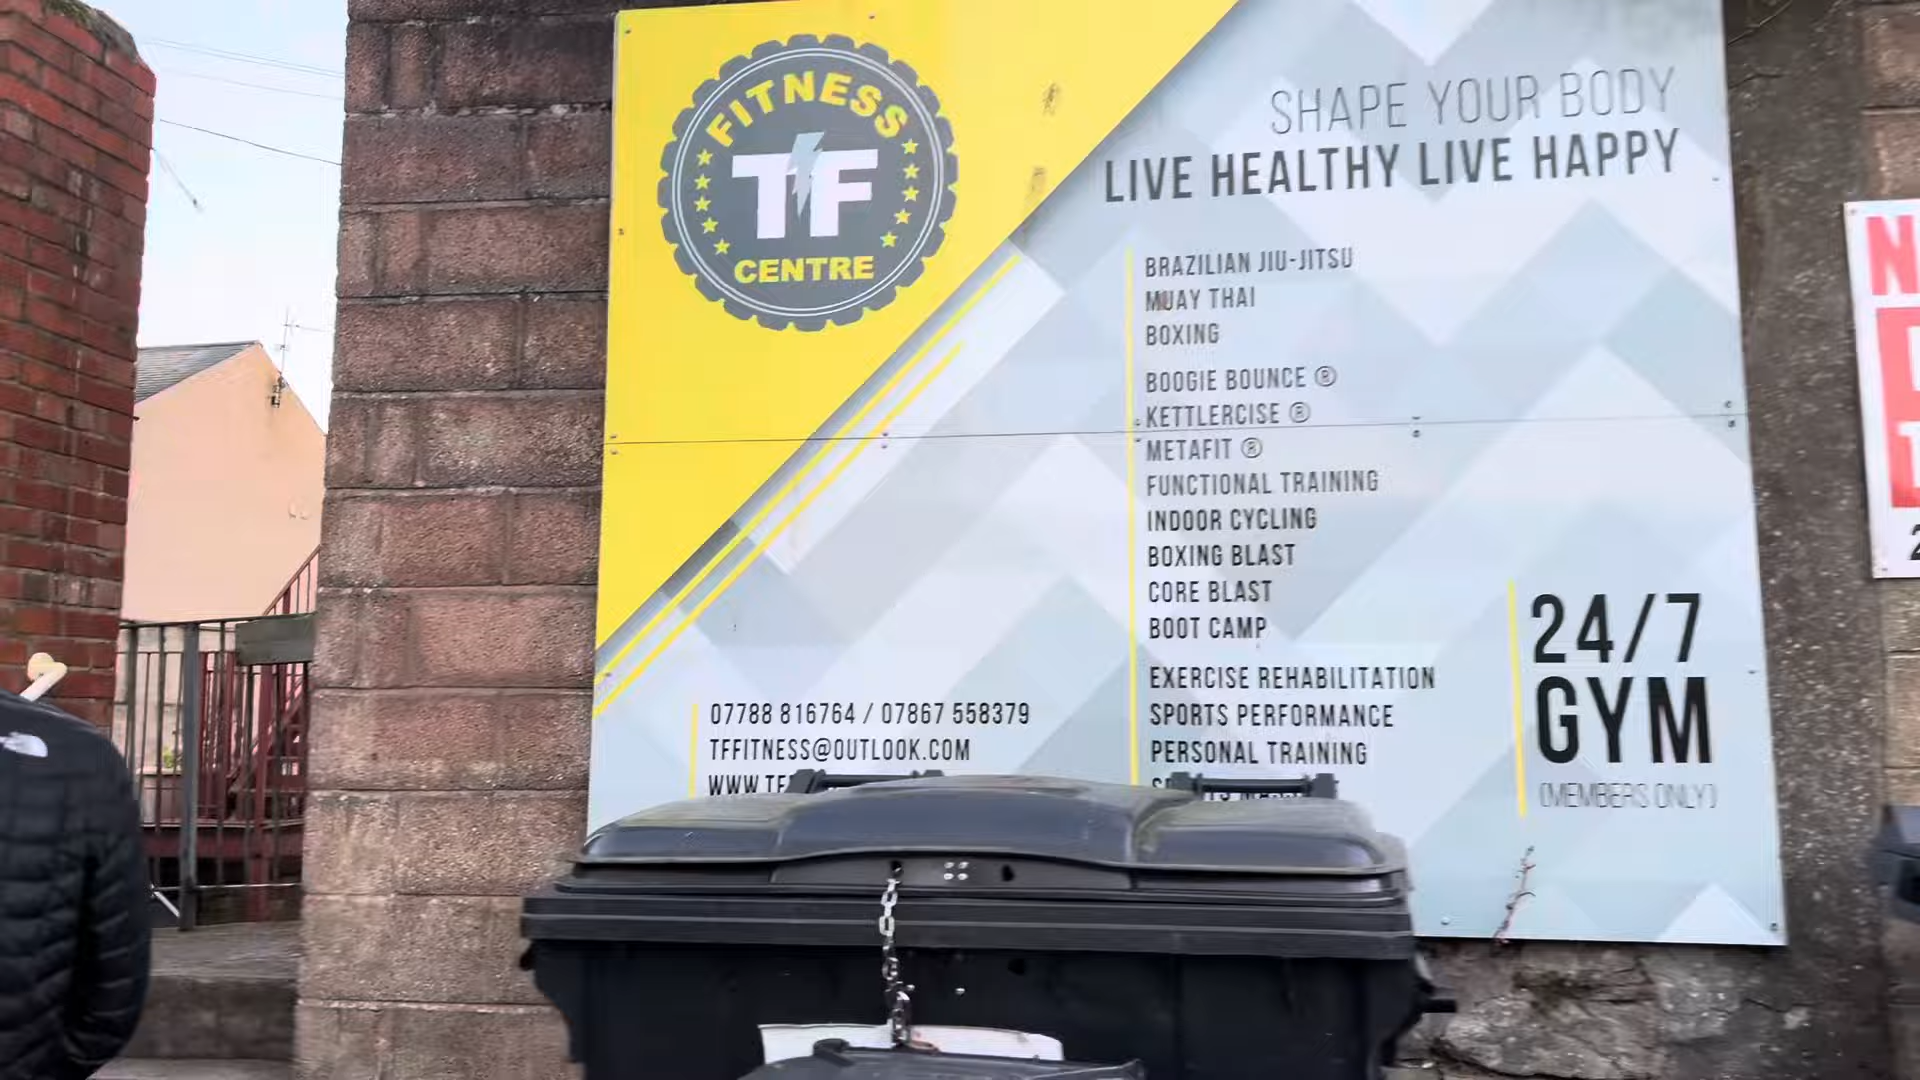 FITNESS
TF
CENTRE
SHAPE YOUR BODY
LIVE HEALTHY LIVE HAPPY
BRAZILIAN JIU-JITSU
MUAY THAI
BOXING
BOOGIE BOUNCE ®
KETTLERCISE ®
METAFIT ®
FUNCTIONAL TRAINING
INDOOR CYCLING
BOXING BLAST
CORE BLAST
BOOT CAMP
EXERCISE REHABILITATION
SPORTS PERFORMANCE
PERSONAL TRAINING
24/7
GYM
(MEMBERS ONLY)
07788 816764 / 07867 558379
TFFITNESS@OUTLOOK.COM